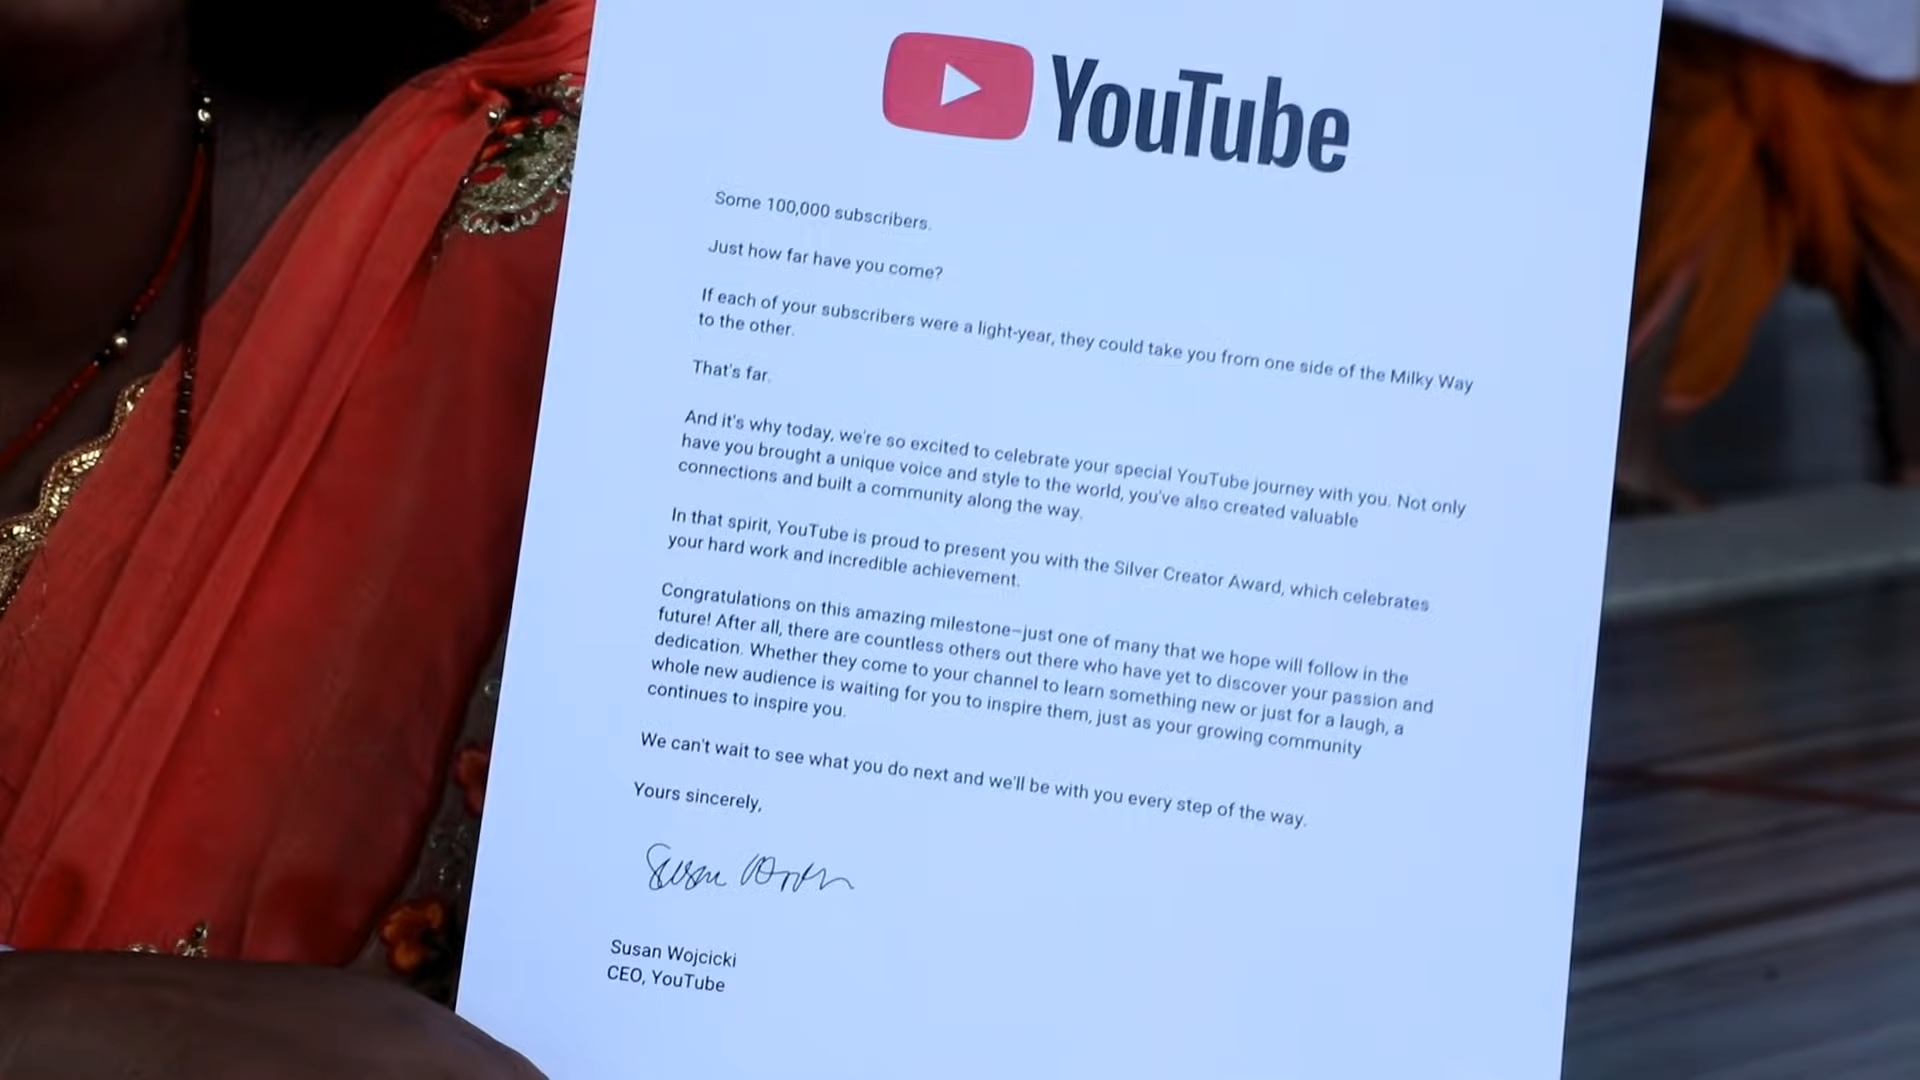 YouTube
Some 100,000 subscribers.
Just how far have you come?
If each of your subscribers were a light-year, they could take you from one side of the Milky Way
to the other.
That's far.
And it's why today, we're so excited to celebrate your special YouTube journey with you. Not only
have you brought a unique voice and style to the world, you've also created valuable
connections and built a community along the way.
In that spirit, YouTube is proud to present you with the Silver Creator Award, which celebrates
your hard work and incredible achievement.
Congratulations on this amazing milestone—just one of many that we hope will follow in the
future! After all, there are countless others out there who have yet to discover your passion and
dedication. Whether they come to your channel to learn something new or just for a laugh, a
whole new audience is waiting for you to inspire them, just as your growing community
continues to inspire you.
We can't wait to see what you do next and we'll be with you every step of the way.
Yours sincerely,
Susan Wojcicki
CEO, YouTube